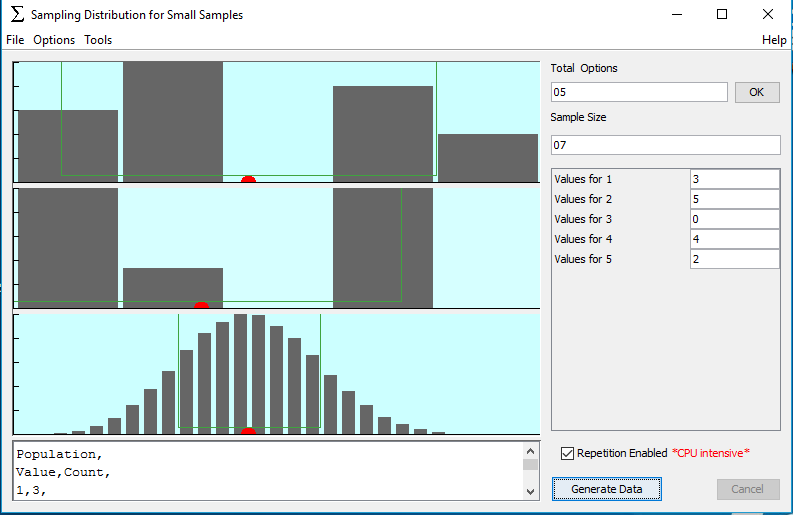 Sampling Distribution for Small Samples
File Options Tools Help
Total Options
05 OK
Sample Size
07
Values for 1 3
Values for 2 5
Values for 3 0
Values for 4 4
Values for 5 2
Population,
Value,Count,
1,3,
Repetition Enabled *CPU intensive*
Generate Data Cancel